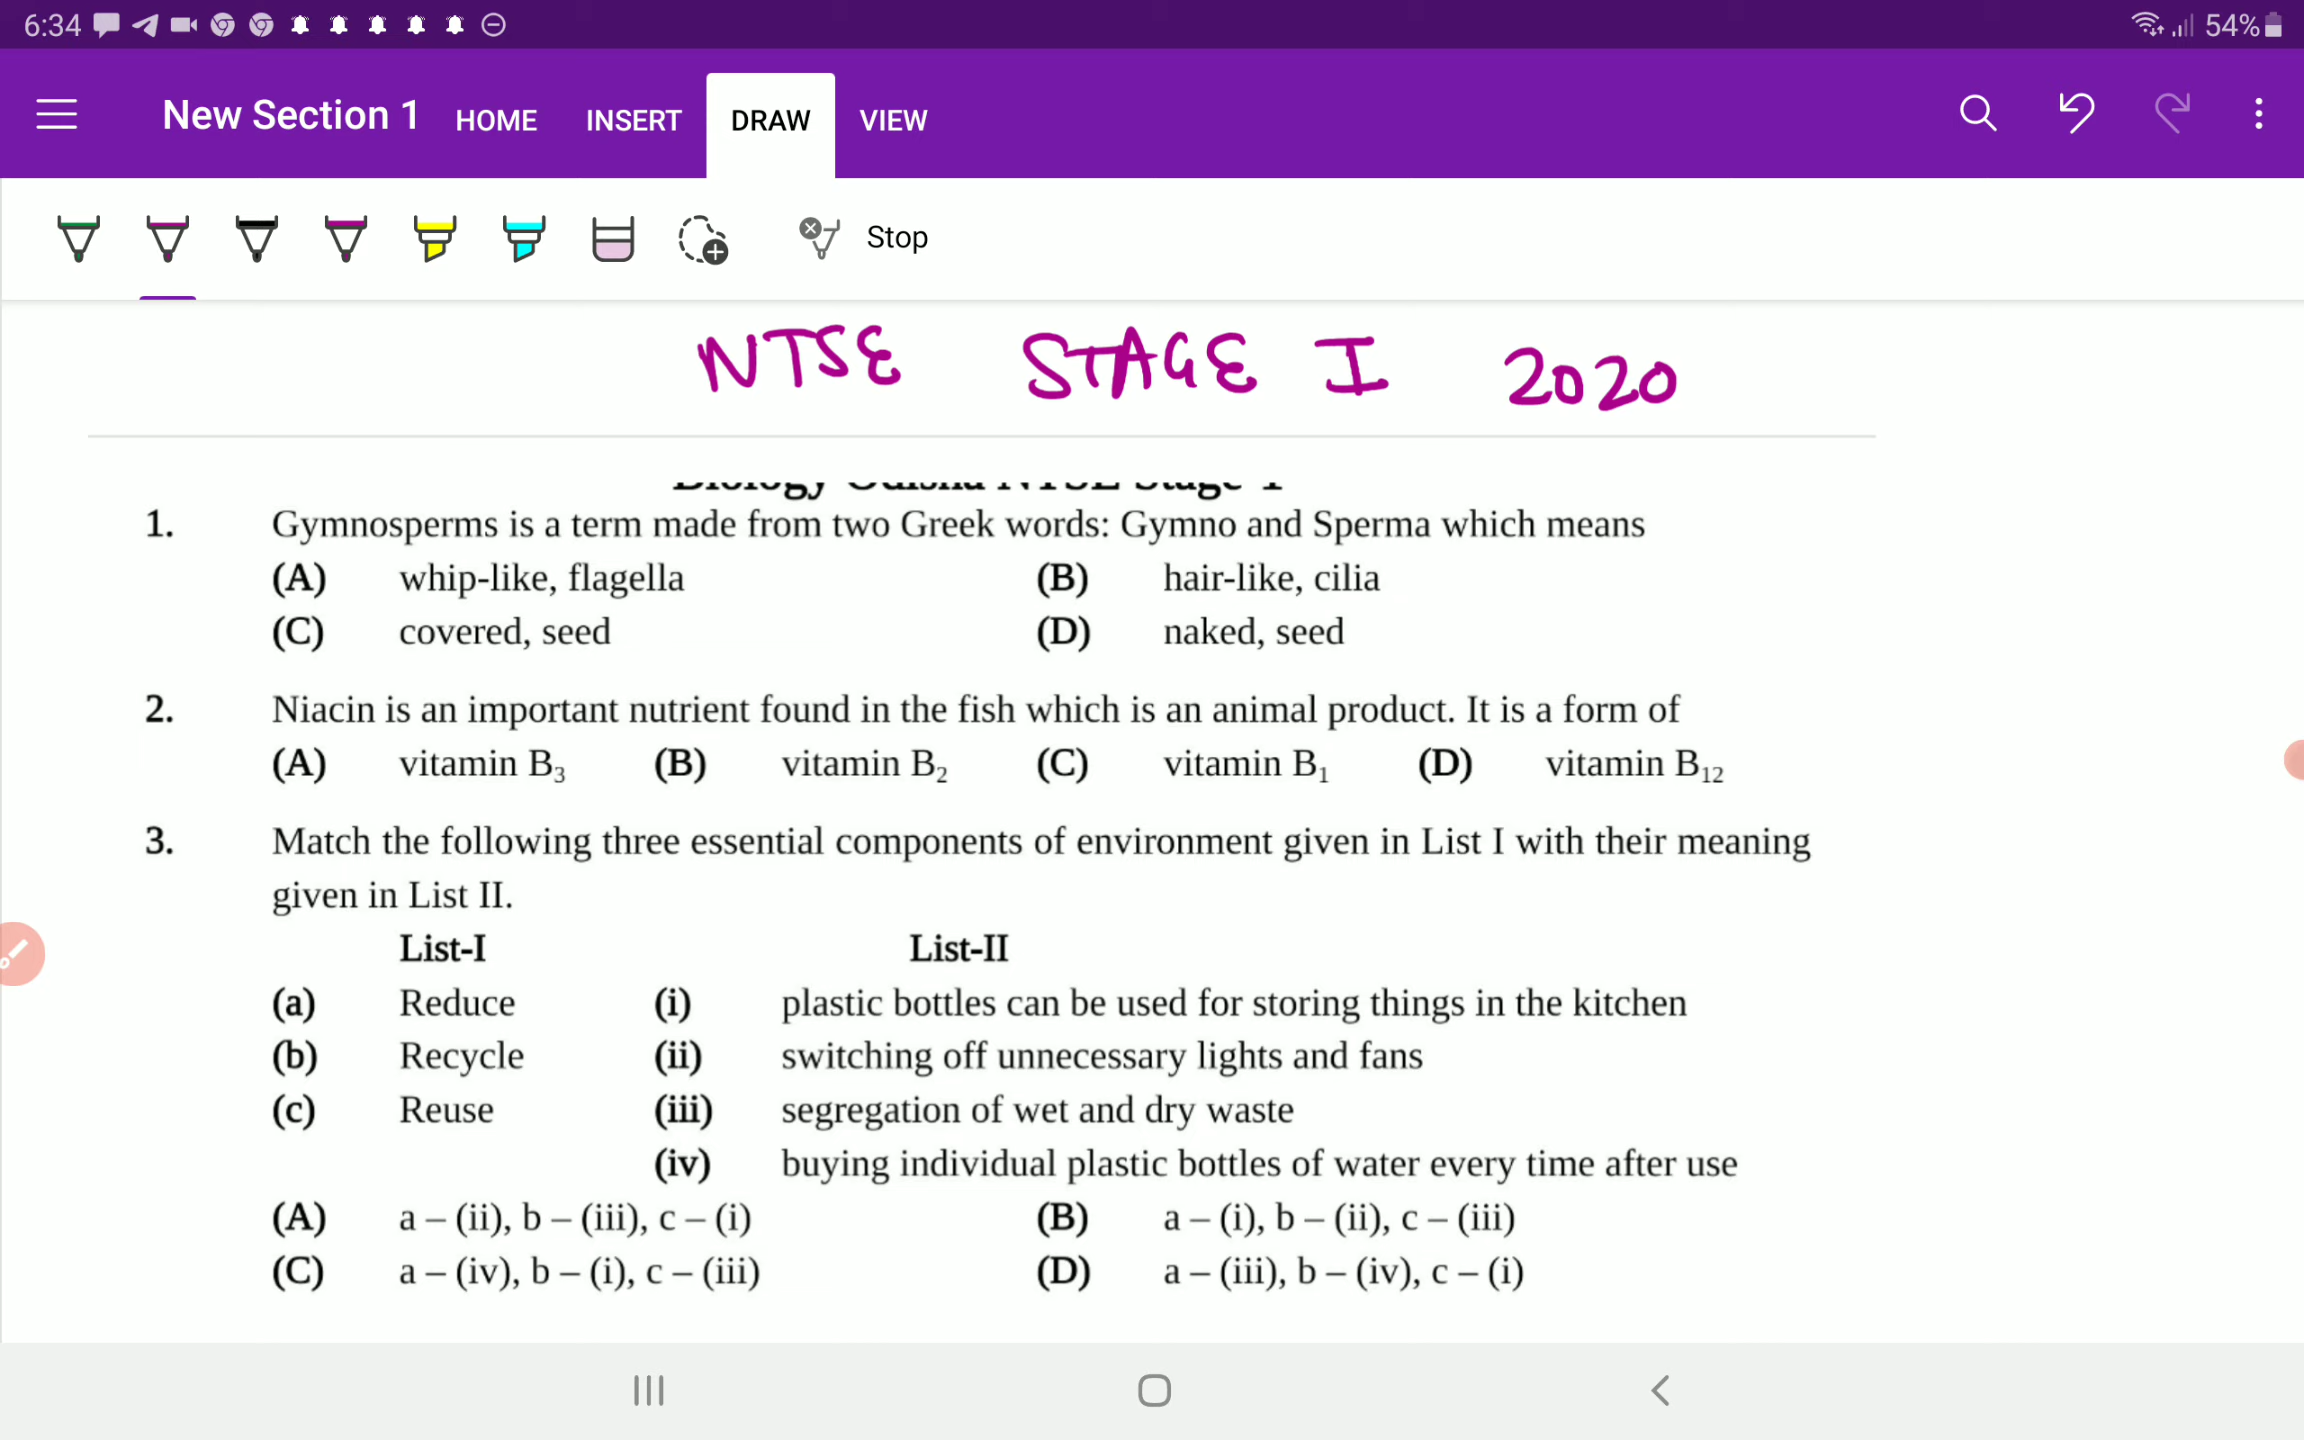 6:34 54%
New Section 1 HOME INSERT DRAW VIEW
Stop
NTSE STAGE I 2020
Biology Odisha NTSE Stage 1
1. Gymnosperms is a term made from two Greek words: Gymno and Sperma which means
(A) whip-like, flagella (B) hair-like, cilia
(C) covered, seed (D) naked, seed
2. Niacin is an important nutrient found in the fish which is an animal product. It is a form of
(A) vitamin B₃ (B) vitamin B₂ (C) vitamin B₁ (D) vitamin B₁₂
3. Match the following three essential components of environment given in List I with their meaning
given in List II.
List-I List-II
(a) Reduce (i) plastic bottles can be used for storing things in the kitchen
(b) Recycle (ii) switching off unnecessary lights and fans
(c) Reuse (iii) segregation of wet and dry waste
(iv) buying individual plastic bottles of water every time after use
(A) a – (ii), b – (iii), c – (i) (B) a – (i), b – (ii), c – (iii)
(C) a – (iv), b – (i), c – (iii) (D) a – (iii), b – (iv), c – (i)